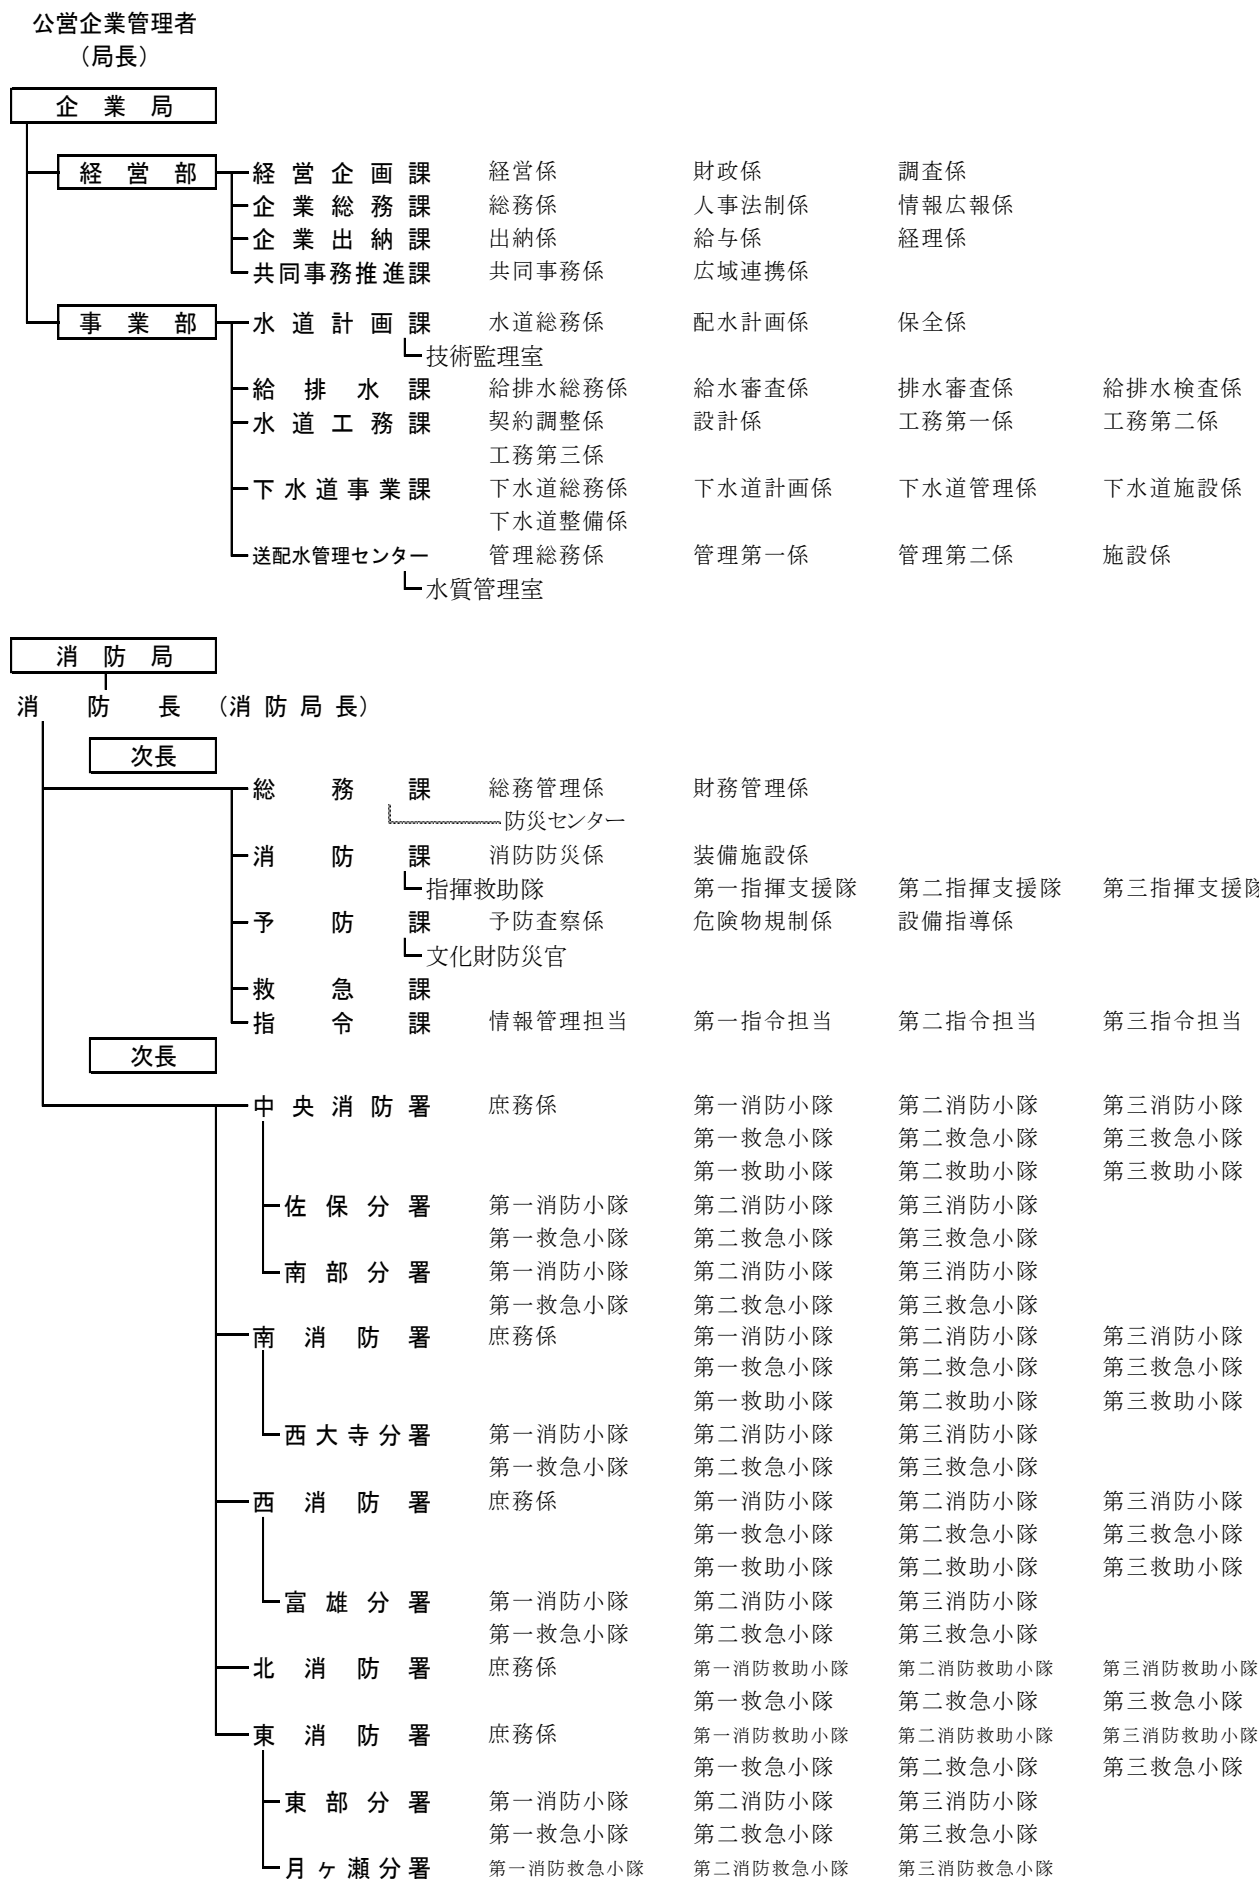 公営企業管理者
（局長）
企業局
経営部 経営企画課 経営係 財政係 調査係
企業総務課 総務係 人事法制係 情報広報係
企業出納課 出納係 給与係 経理係
共同事務推進課 共同事務係 広域連携係
事業部 水道計画課 水道総務係 配水計画係 保全係
技術監理室
給排水課 給排水総務係 給水審査係 排水審査係 給排水検査係
水道工務課 契約調整係 設計係 工務第一係 工務第二係
工務第三係
下水道事業課 下水道総務係 下水道計画係 下水道管理係 下水道施設係
下水道整備係
送配水管理センター 管理総務係 管理第一係 管理第二係 施設係
水質管理室
消防局
消防長（消防局長）
次長
総務課 総務管理係 財務管理係
防災センター
消防課 消防防災係 装備施設係
指揮救助隊 第一指揮支援隊 第二指揮支援隊 第三指揮支援隊
予防課 予防査察係 危険物規制係 設備指導係
文化財防災官
救急課
指令課 情報管理担当 第一指令担当 第二指令担当 第三指令担当
次長
中央消防署 庶務係 第一消防小隊 第二消防小隊 第三消防小隊
第一救急小隊 第二救急小隊 第三救急小隊
第一救助小隊 第二救助小隊 第三救助小隊
佐保分署 第一消防小隊 第二消防小隊 第三消防小隊
第一救急小隊 第二救急小隊 第三救急小隊
南部分署 第一消防小隊 第二消防小隊 第三消防小隊
第一救急小隊 第二救急小隊 第三救急小隊
南消防署 庶務係 第一消防小隊 第二消防小隊 第三消防小隊
第一救急小隊 第二救急小隊 第三救急小隊
第一救助小隊 第二救助小隊 第三救助小隊
西大寺分署 第一消防小隊 第二消防小隊 第三消防小隊
第一救急小隊 第二救急小隊 第三救急小隊
西消防署 庶務係 第一消防小隊 第二消防小隊 第三消防小隊
第一救急小隊 第二救急小隊 第三救急小隊
第一救助小隊 第二救助小隊 第三救助小隊
富雄分署 第一消防小隊 第二消防小隊 第三消防小隊
第一救急小隊 第二救急小隊 第三救急小隊
北消防署 庶務係 第一消防救助小隊 第二消防救助小隊 第三消防救助小隊
第一救急小隊 第二救急小隊 第三救急小隊
東消防署 庶務係 第一消防救助小隊 第二消防救助小隊 第三消防救助小隊
第一救急小隊 第二救急小隊 第三救急小隊
東部分署 第一消防小隊 第二消防小隊 第三消防小隊
第一救急小隊 第二救急小隊 第三救急小隊
月ヶ瀬分署 第一消防救急小隊 第二消防救急小隊 第三消防救急小隊